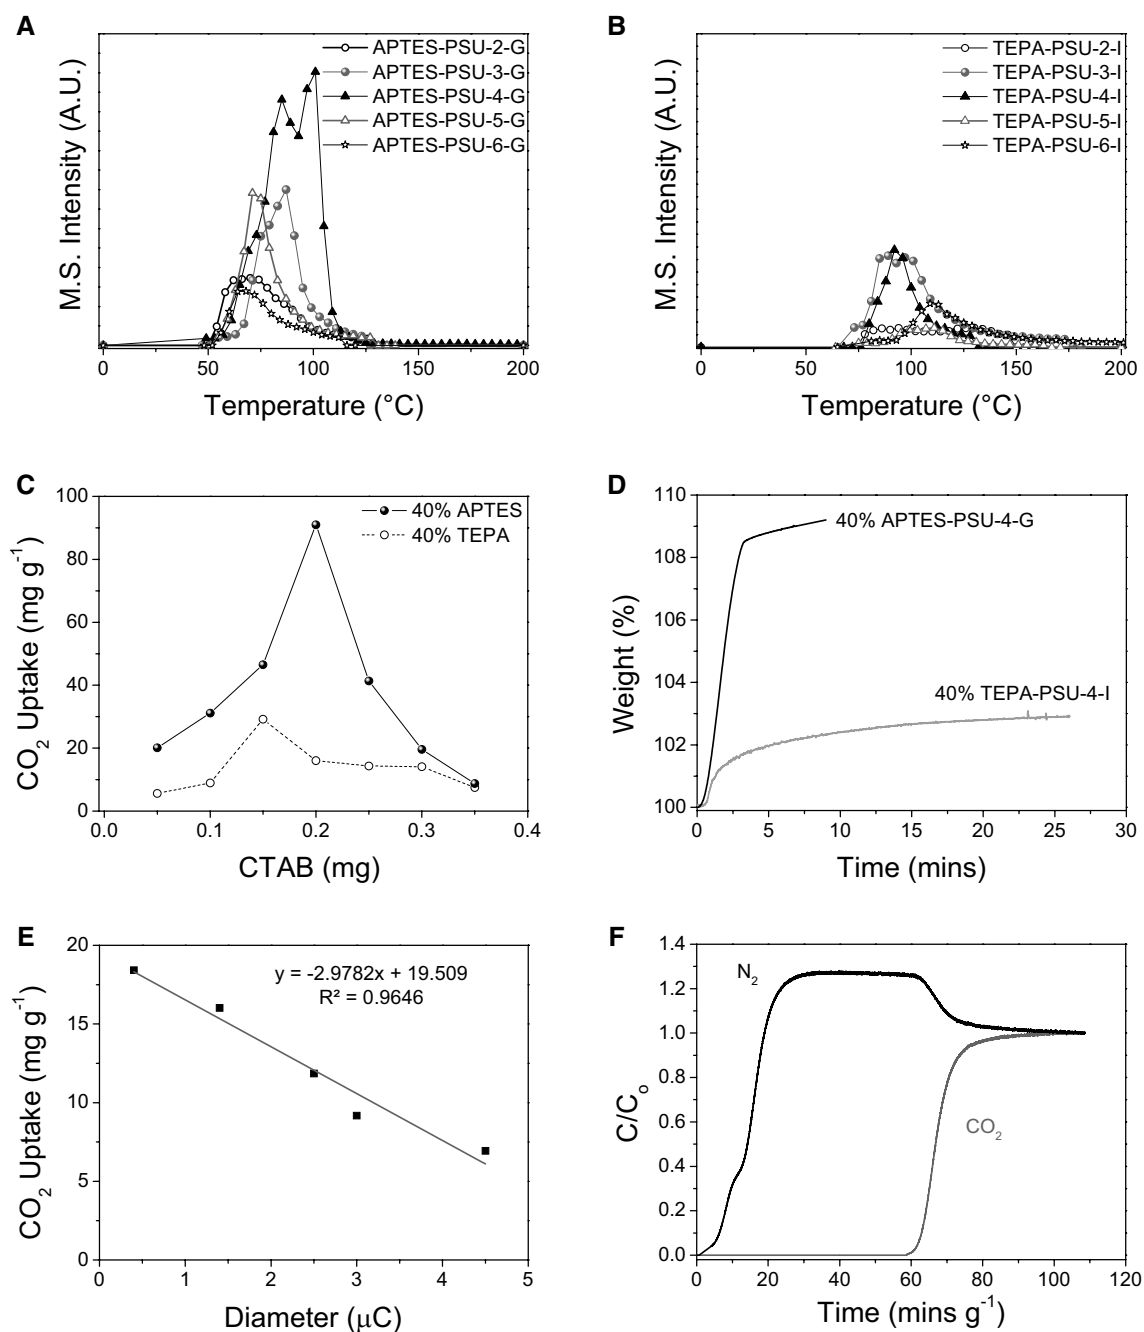 A
M.S. Intensity (A.U.)
APTES-PSU-2-G
APTES-PSU-3-G
APTES-PSU-4-G
APTES-PSU-5-G
APTES-PSU-6-G
0 50 100 150 200
Temperature (°C)
B
M.S. Intensity (A.U.)
TEPA-PSU-2-I
TEPA-PSU-3-I
TEPA-PSU-4-I
TEPA-PSU-5-I
TEPA-PSU-6-I
0 50 100 150 200
Temperature (°C)
C
CO₂ Uptake (mg g⁻¹)
100
80
60
40
20
0
40% APTES
40% TEPA
0.0 0.1 0.2 0.3 0.4
CTAB (mg)
D
Weight (%)
110
108
106
104
102
100
40% APTES-PSU-4-G
40% TEPA-PSU-4-I
0 5 10 15 20 25 30
Time (mins)
E
CO₂ Uptake (mg g⁻¹)
20
15
10
5
0
y = -2.9782x + 19.509
R² = 0.9646
0 1 2 3 4 5
Diameter (μC)
F
C/C₀
1.4
1.2
1.0
0.8
0.6
0.4
0.2
0.0
N₂
CO₂
0 20 40 60 80 100 120
Time (mins g⁻¹)